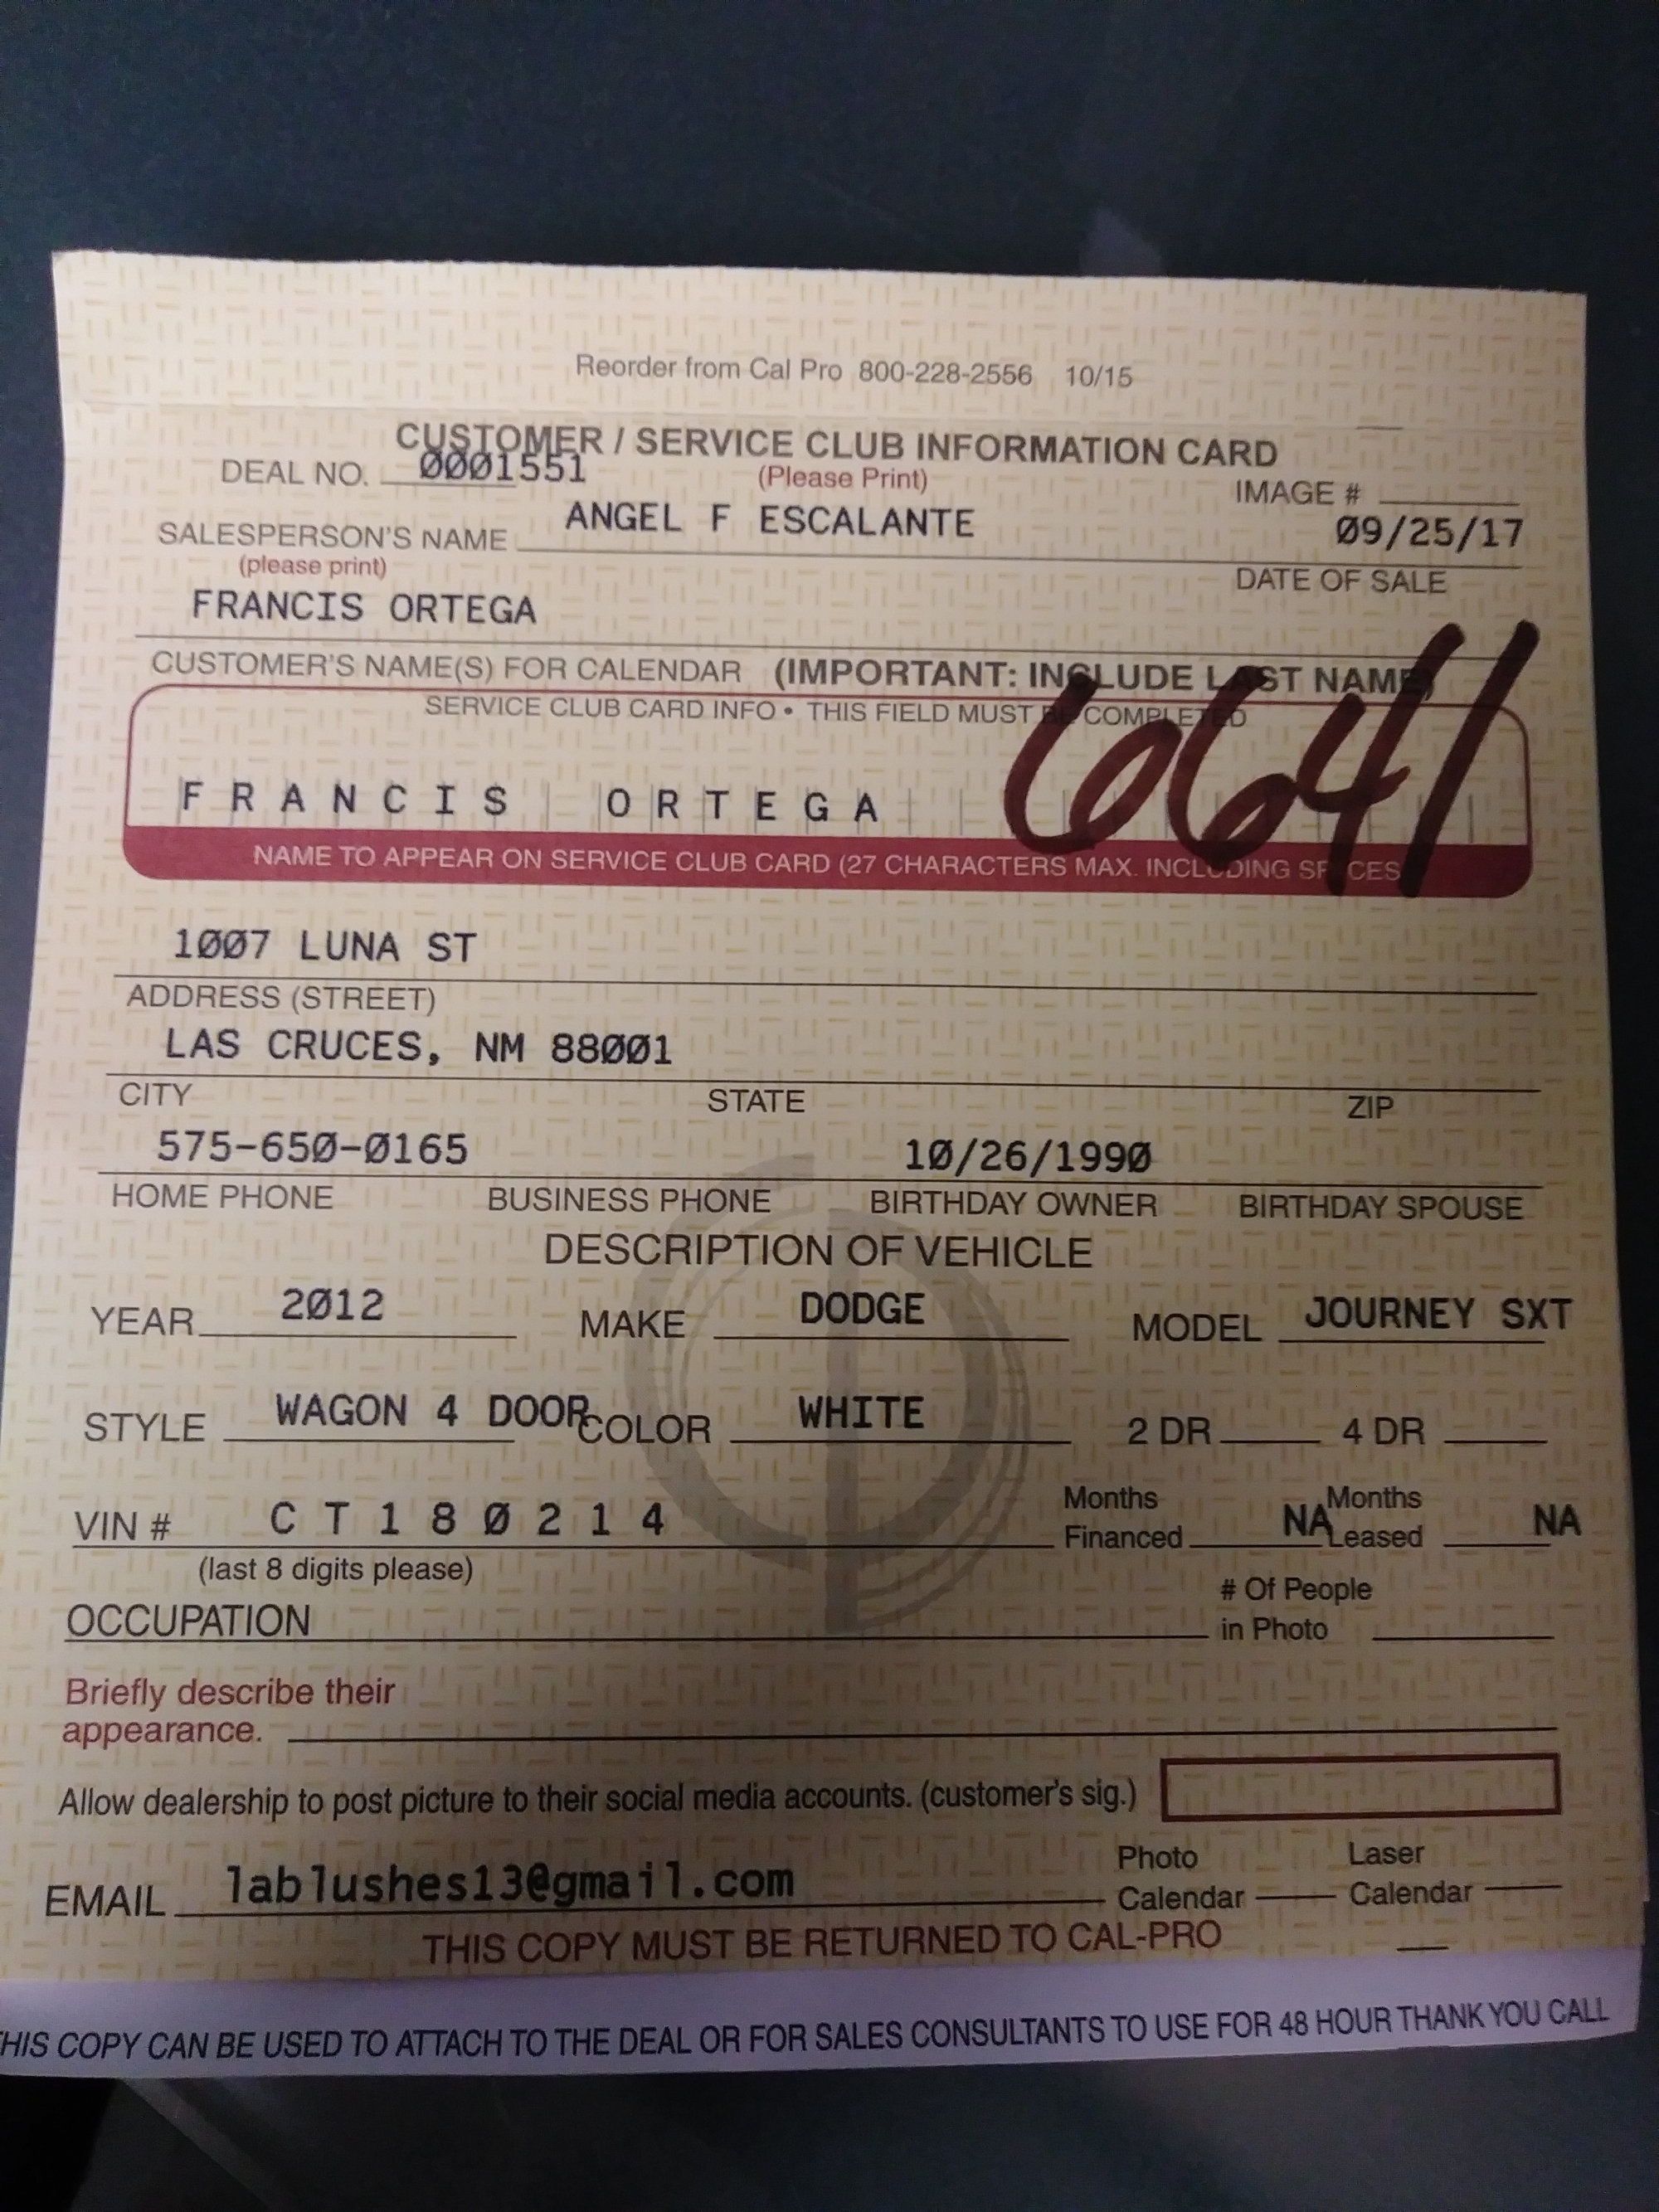 Reorder from Cal Pro 800-228-2556 10/15
CUSTOMER / SERVICE CLUB INFORMATION CARD
DEAL NO. 0001551 (Please Print) IMAGE #
SALESPERSON'S NAME ANGEL F ESCALANTE 09/25/17
(please print) DATE OF SALE
FRANCIS ORTEGA
CUSTOMER'S NAME(S) FOR CALENDAR (IMPORTANT: INCLUDE LAST NAME)
SERVICE CLUB CARD INFO • THIS FIELD MUST BE COMPLETED
6641
FRANCIS ORTEGA
NAME TO APPEAR ON SERVICE CLUB CARD (27 CHARACTERS MAX. INCLUDING SPACES
1007 LUNA ST
ADDRESS (STREET)
LAS CRUCES, NM 88001
CITY STATE ZIP
575-650-0165 10/26/1990
HOME PHONE BUSINESS PHONE BIRTHDAY OWNER BIRTHDAY SPOUSE
DESCRIPTION OF VEHICLE
YEAR 2012 MAKE DODGE MODEL JOURNEY SXT
STYLE WAGON 4 DOOR COLOR WHITE 2 DR 4 DR
VIN # CT180214 Months Financed NA Months Leased NA
(last 8 digits please)
OCCUPATION # Of People in Photo
Briefly describe their
appearance.
Allow dealership to post picture to their social media accounts. (customer's sig.)
EMAIL lablushes13@gmail.com Photo Calendar Laser Calendar
THIS COPY MUST BE RETURNED TO CAL-PRO
HIS COPY CAN BE USED TO ATTACH TO THE DEAL OR FOR SALES CONSULTANTS TO USE FOR 48 HOUR THANK YOU CALL